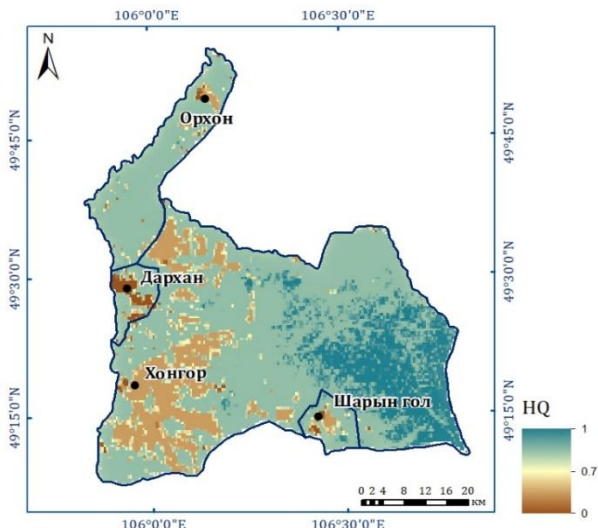 106°0'0"E 106°30'0"E
N
49°45'0"N 49°45'0"N
Орхон
49°30'0"N 49°30'0"N
Дархан
Хонгор
Шарын гол
49°15'0"N 49°15'0"N
HQ
1
0.7
0
0 2 4 8 12 16 20
км
106°0'0"E 106°30'0"E